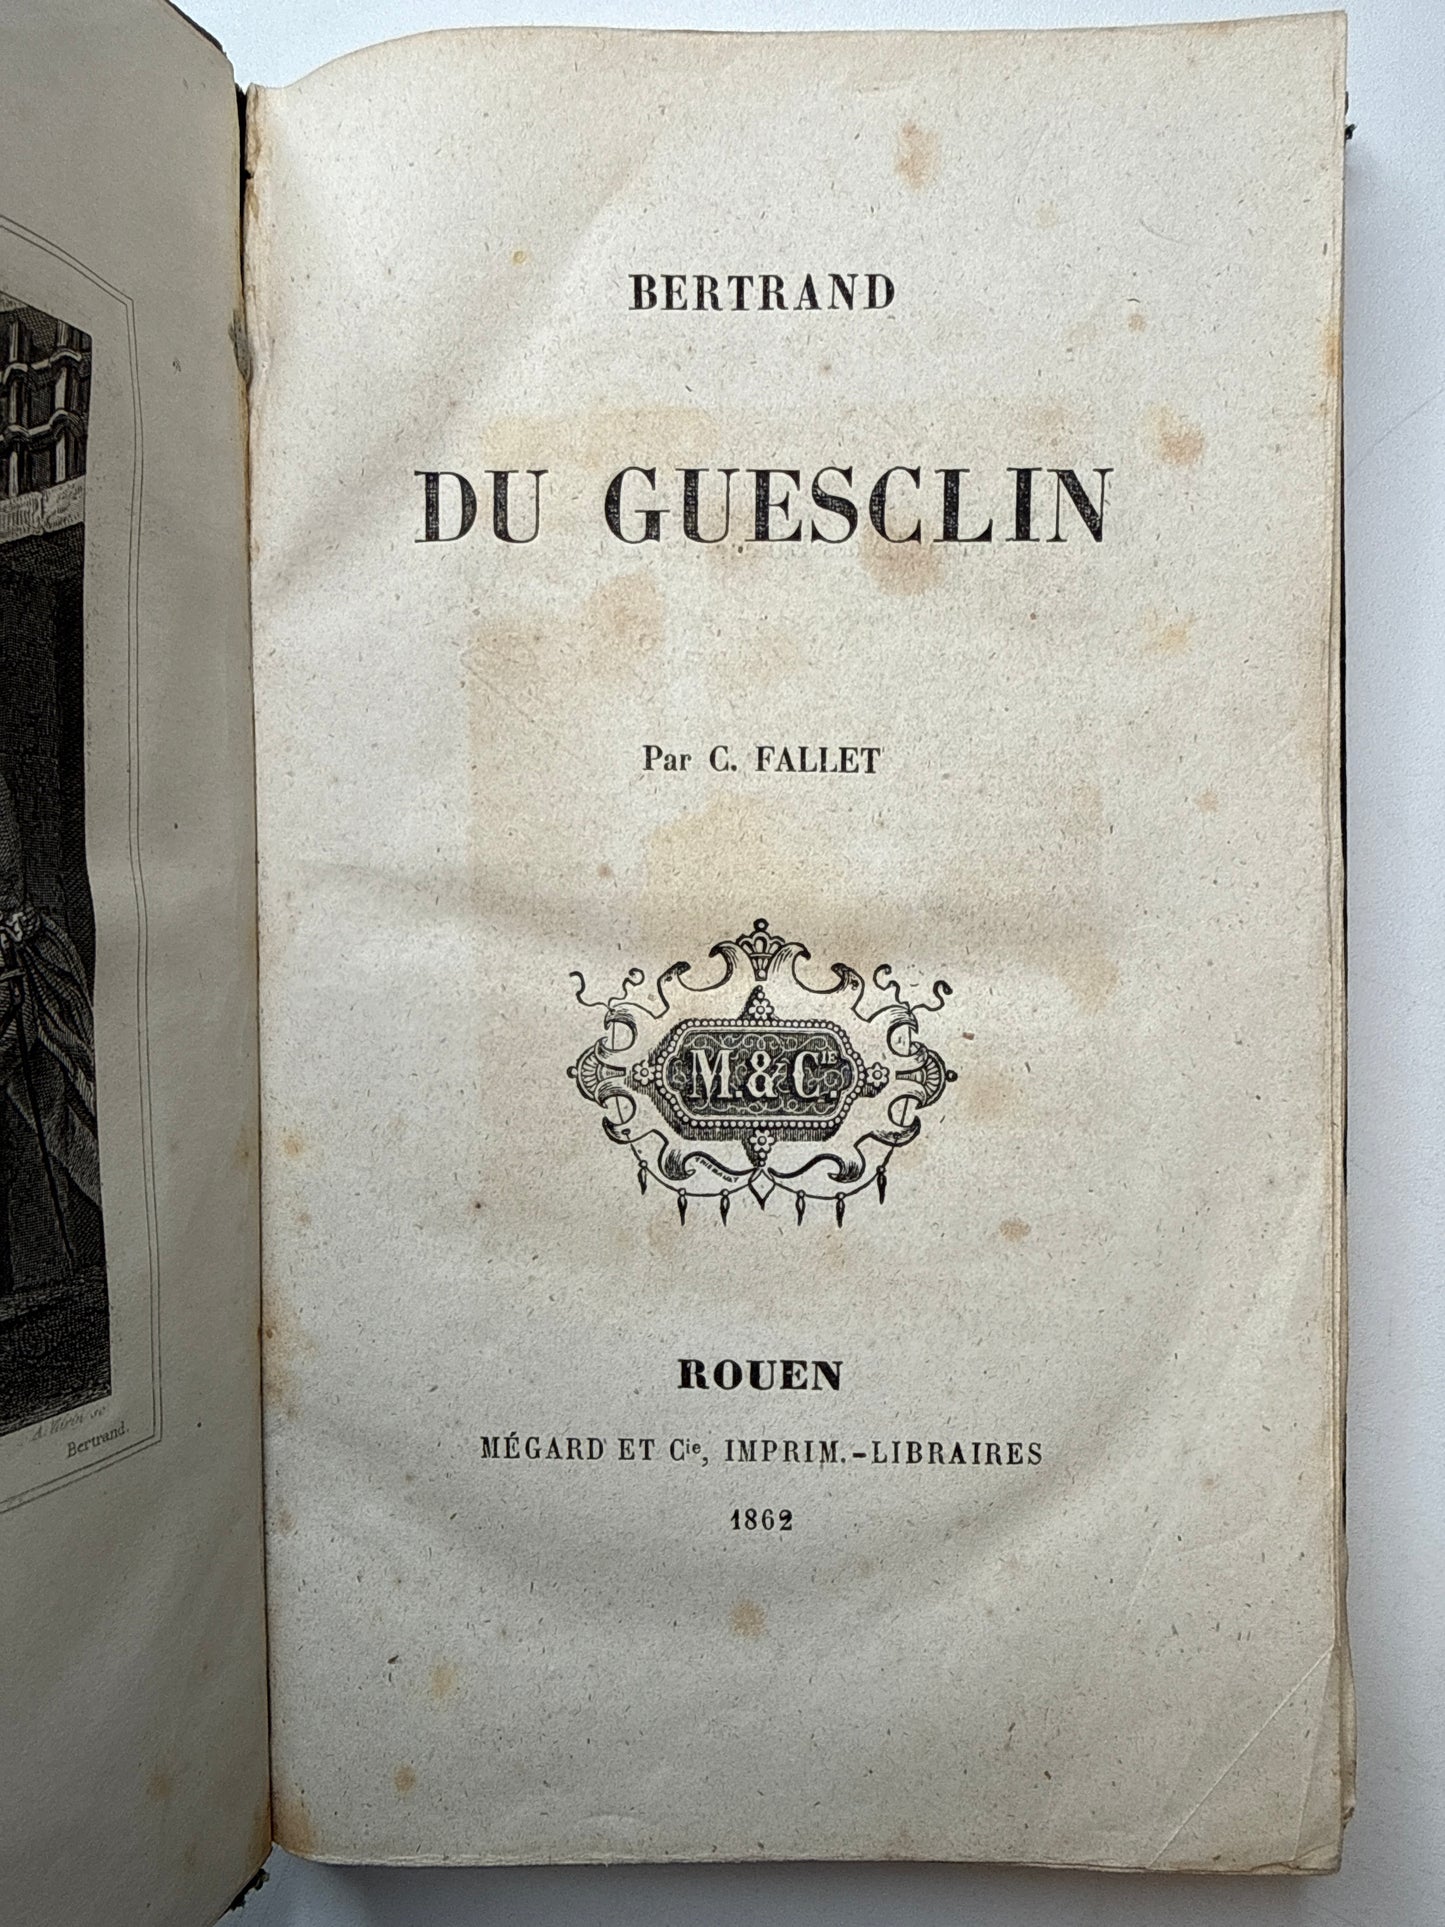 BERTRAND
DU GUESCLIN
Par C. FALLET
M. & CIE.
ROUEN
MÉGARD ET Cie, IMPRIM.-LIBRAIRES
1862
Bertrand.